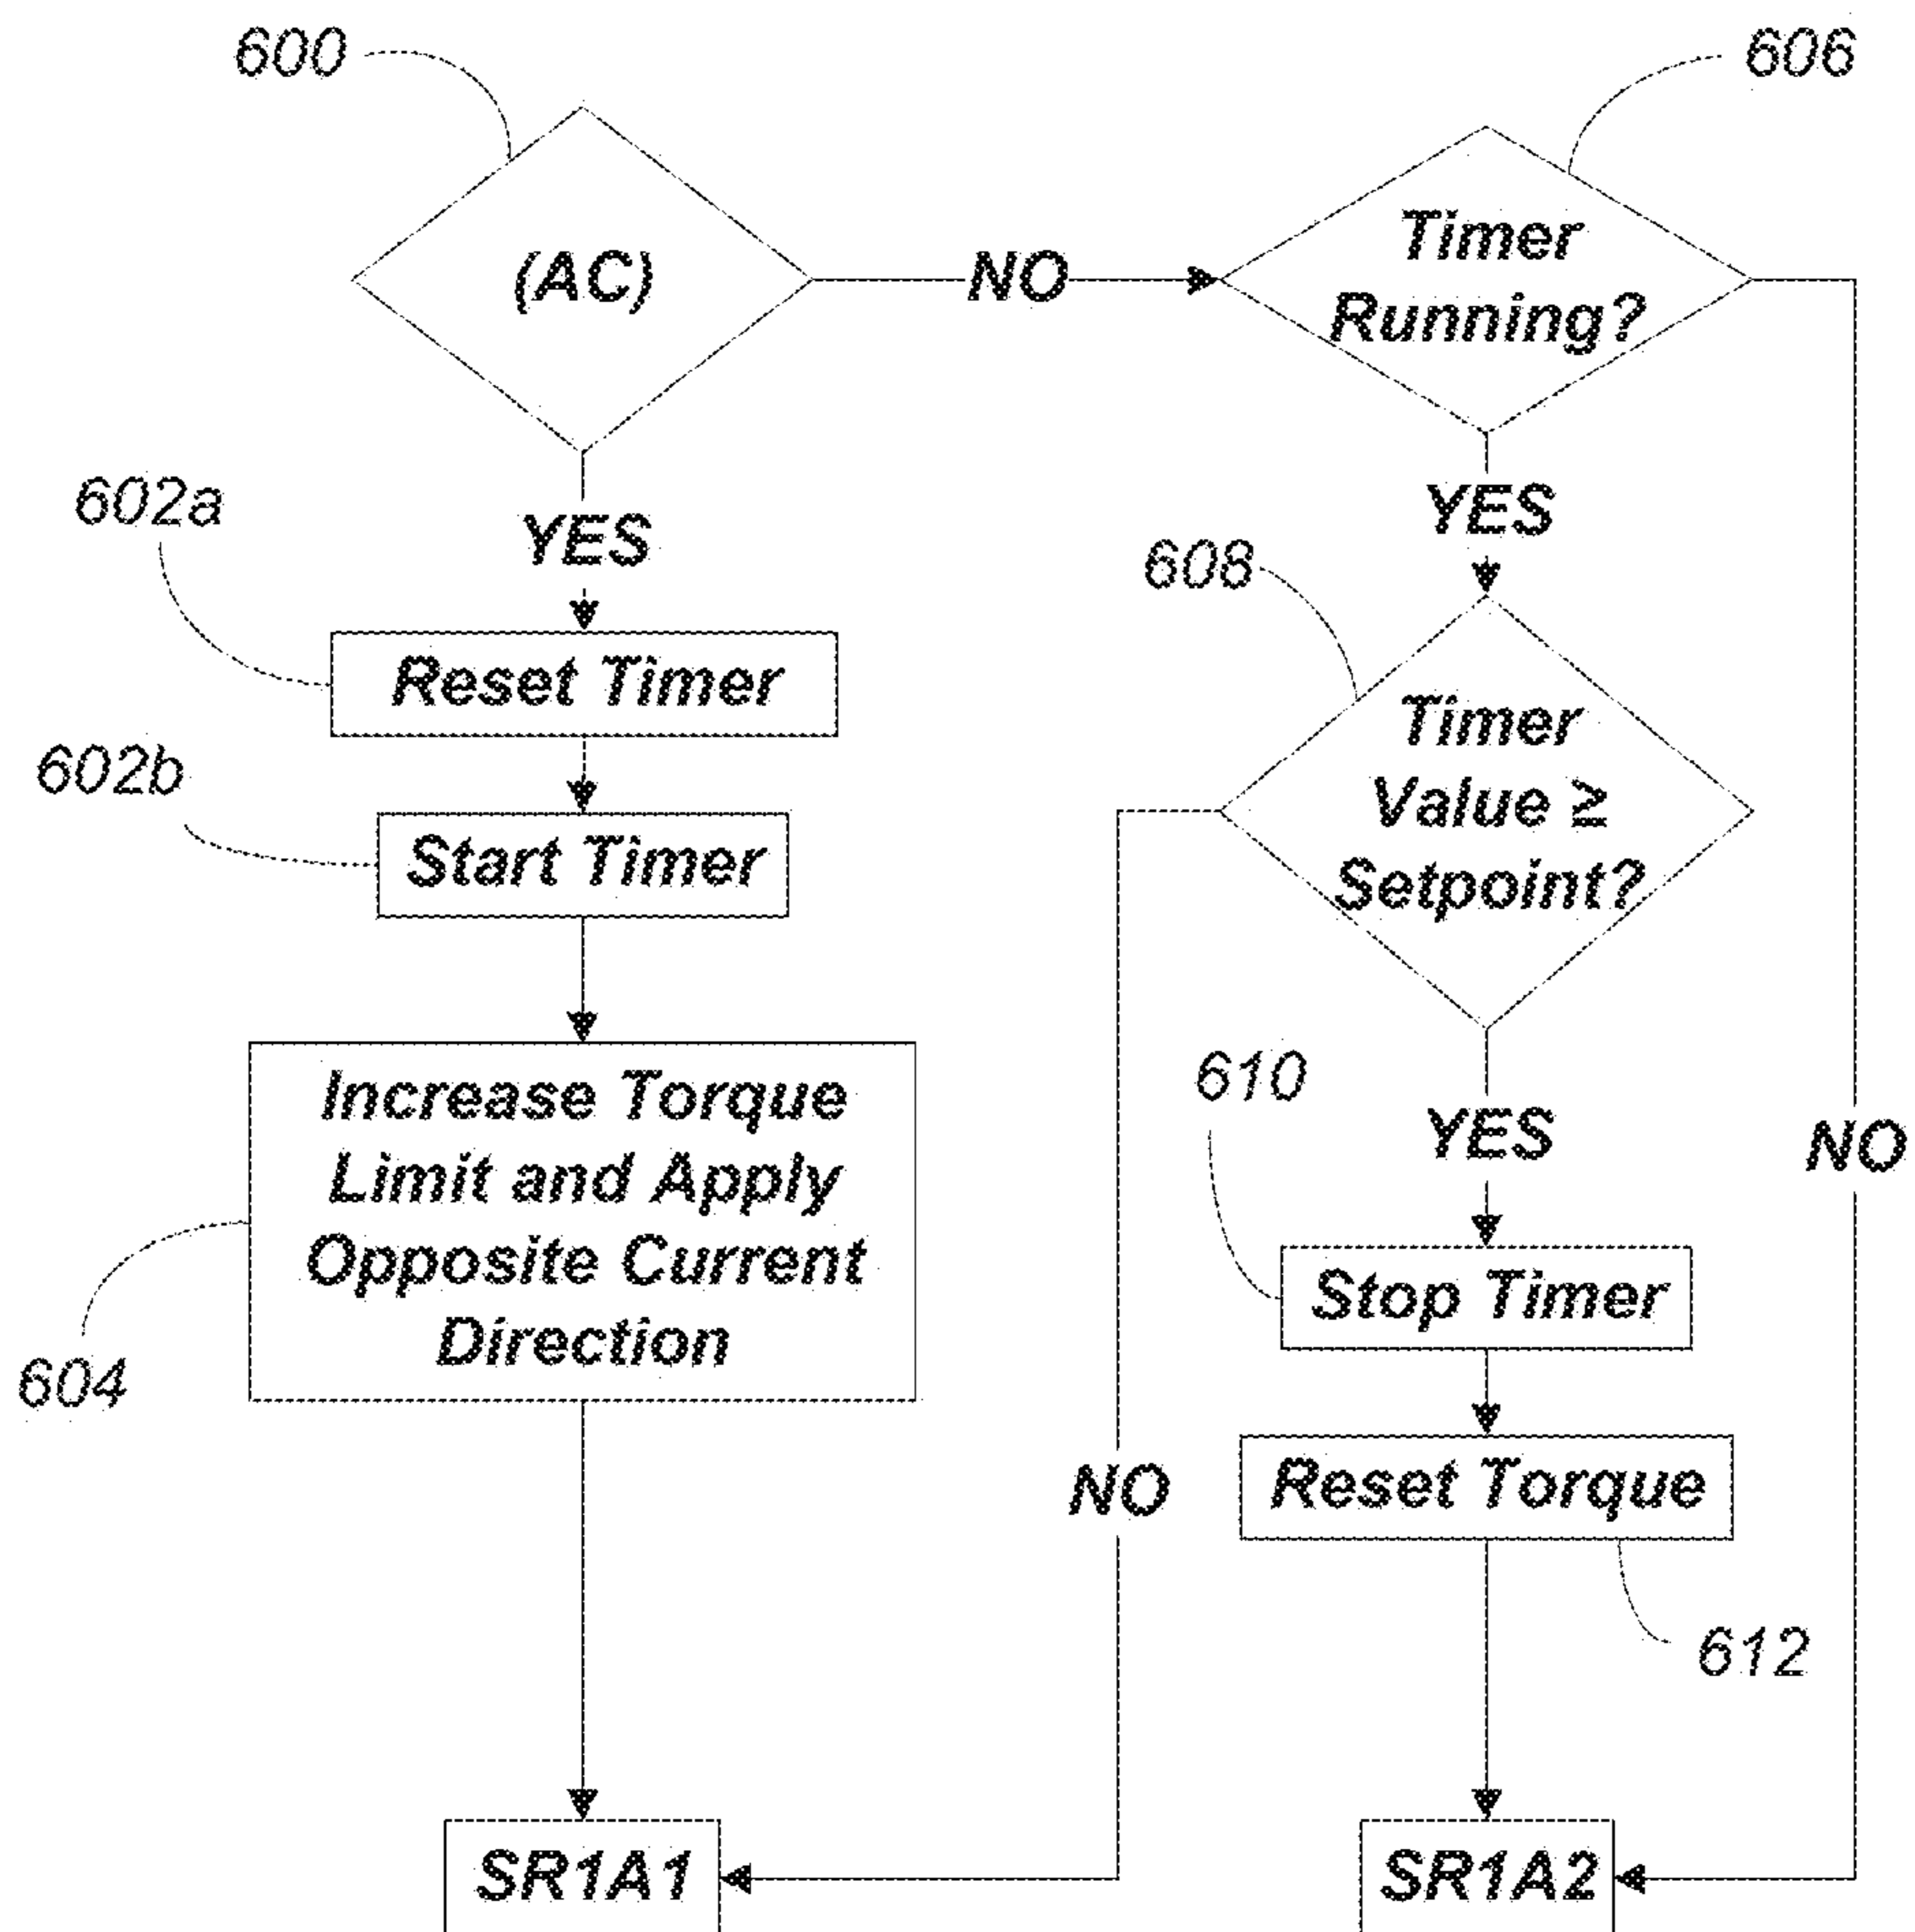 600
606
(AC)
NO
Timer
Running?
YES
602a
Reset Timer
602b
Start Timer
YES
608
Timer
Value ≥
Setpoint?
Increase Torque
Limit and Apply
Opposite Current
Direction
604
610
YES
NO
Stop Timer
NO
Reset Torque
612
SR1A1
SR1A2